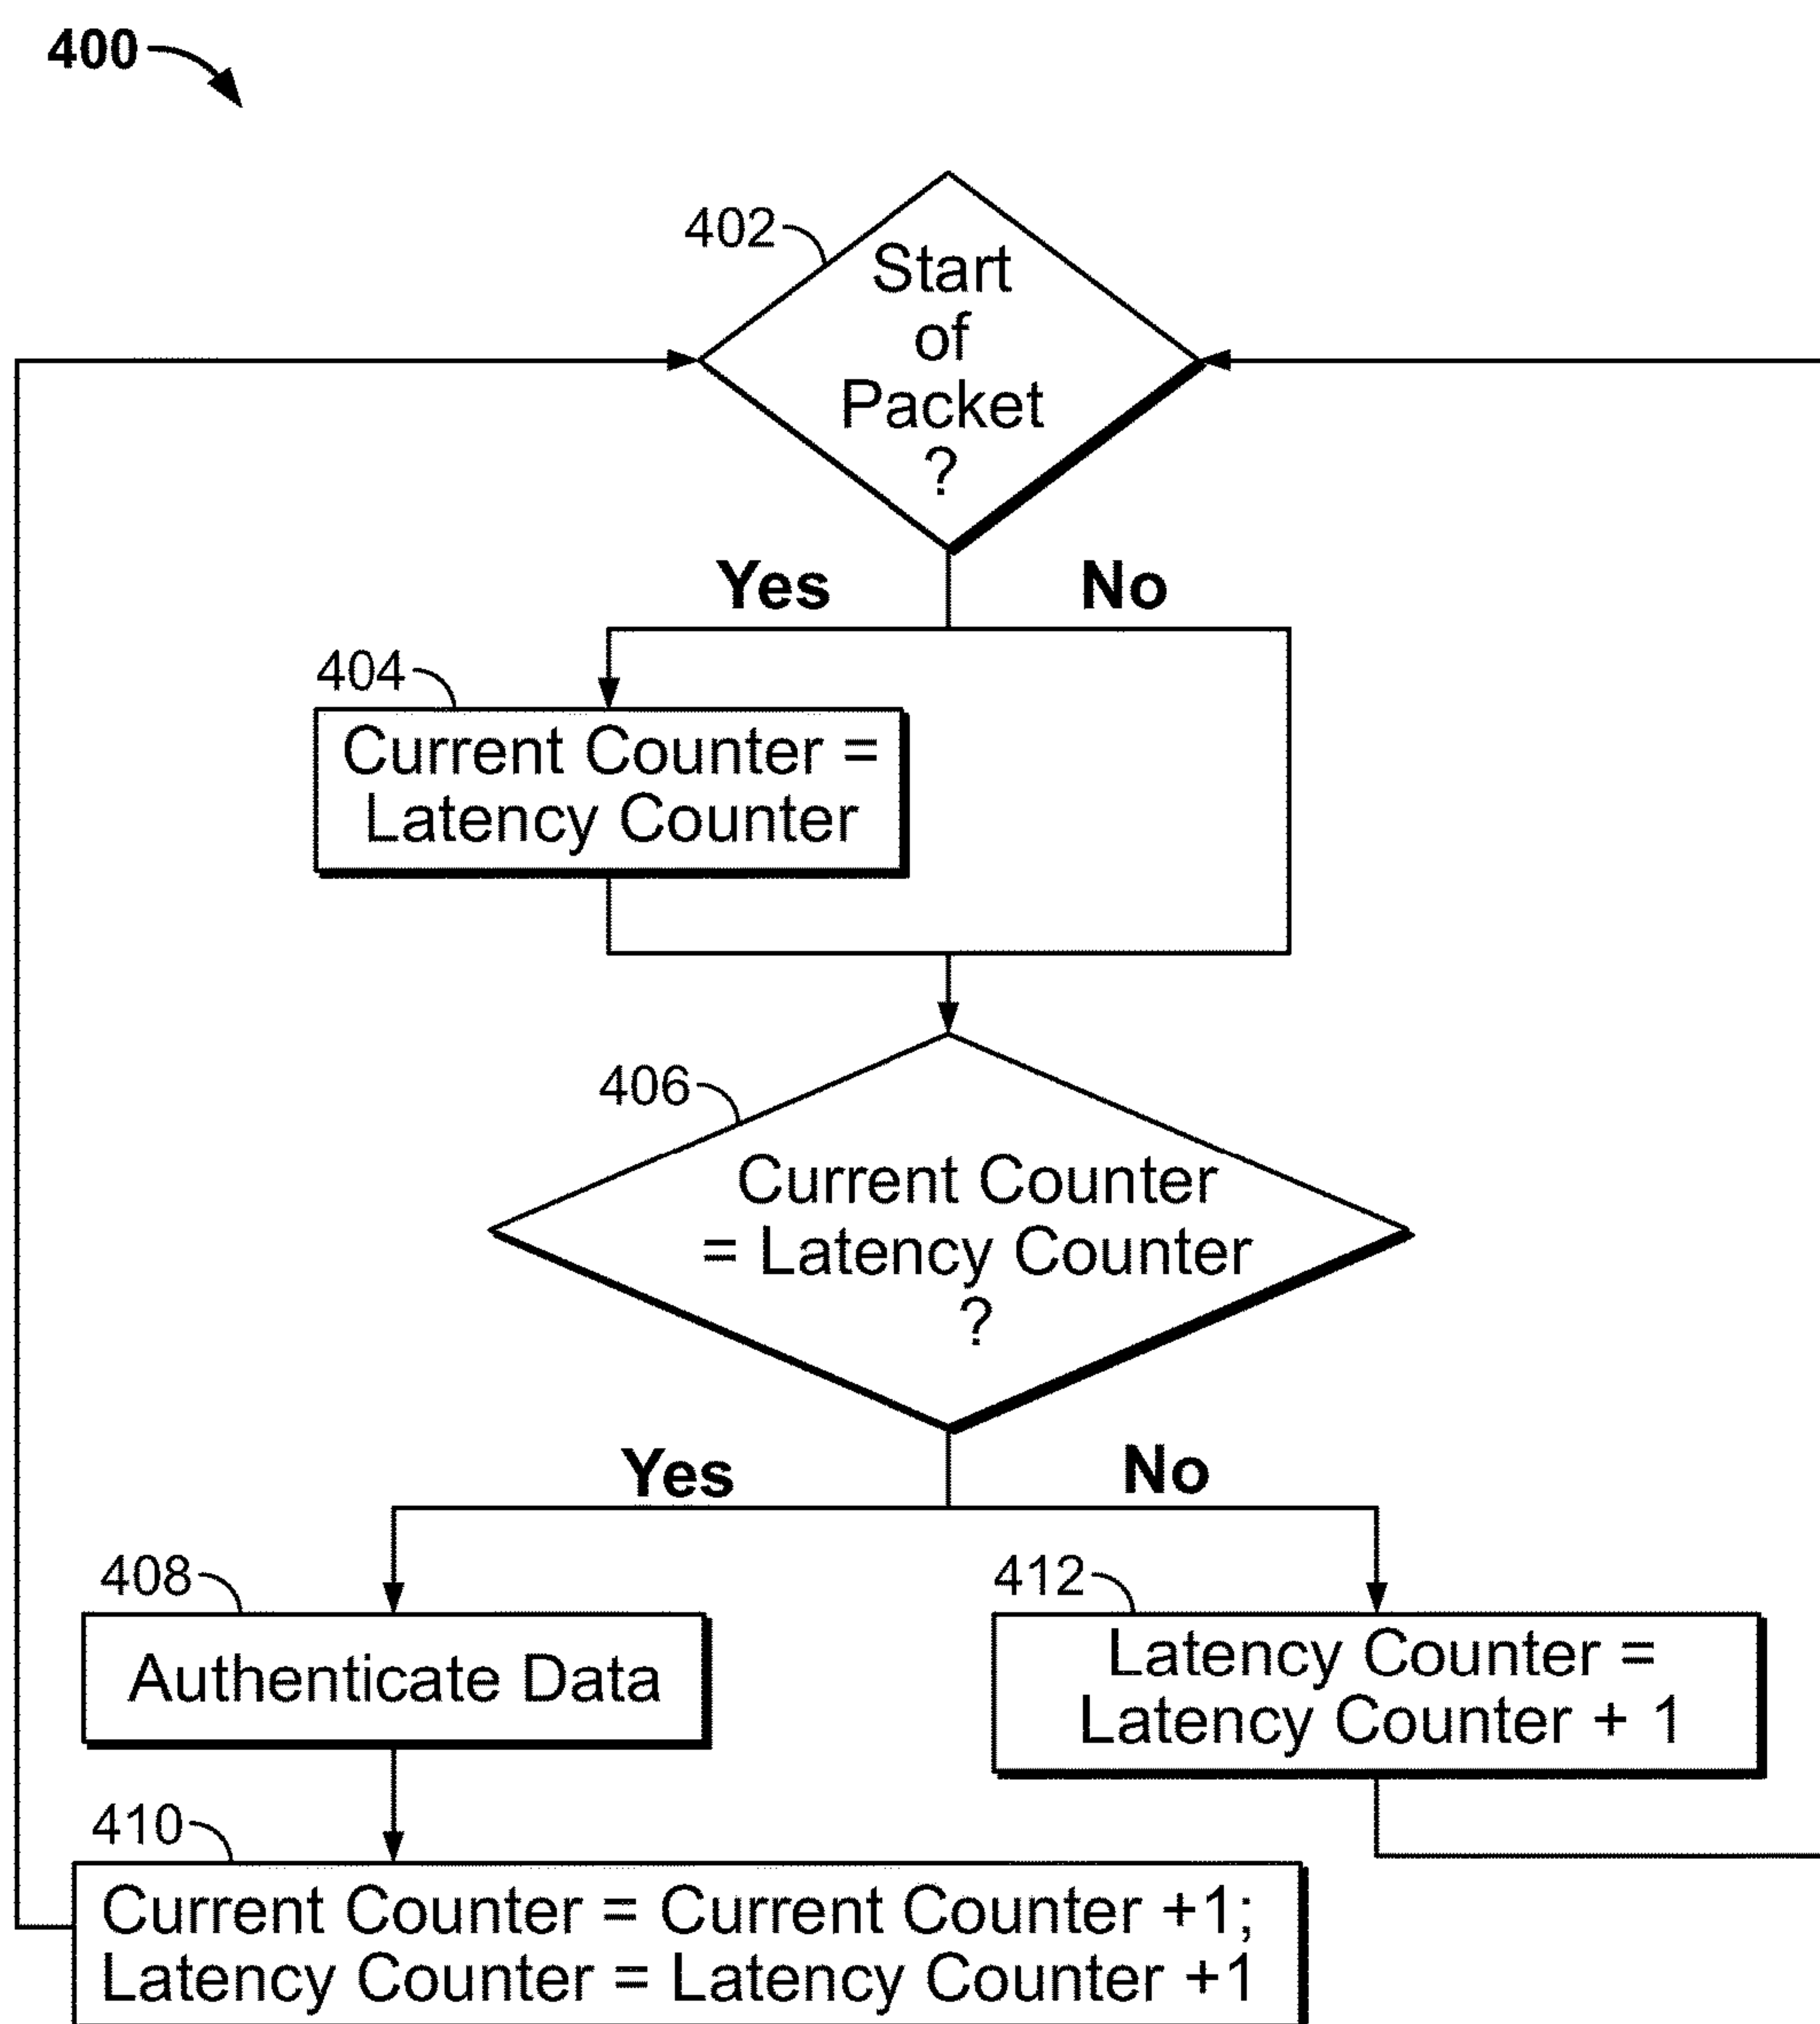 400
402
Start
of
Packet
?
Yes
No
404
Current Counter =
Latency Counter
406
Current Counter
= Latency Counter
?
Yes
No
408
Authenticate Data
412
Latency Counter =
Latency Counter + 1
410
Current Counter = Current Counter +1;
Latency Counter = Latency Counter +1